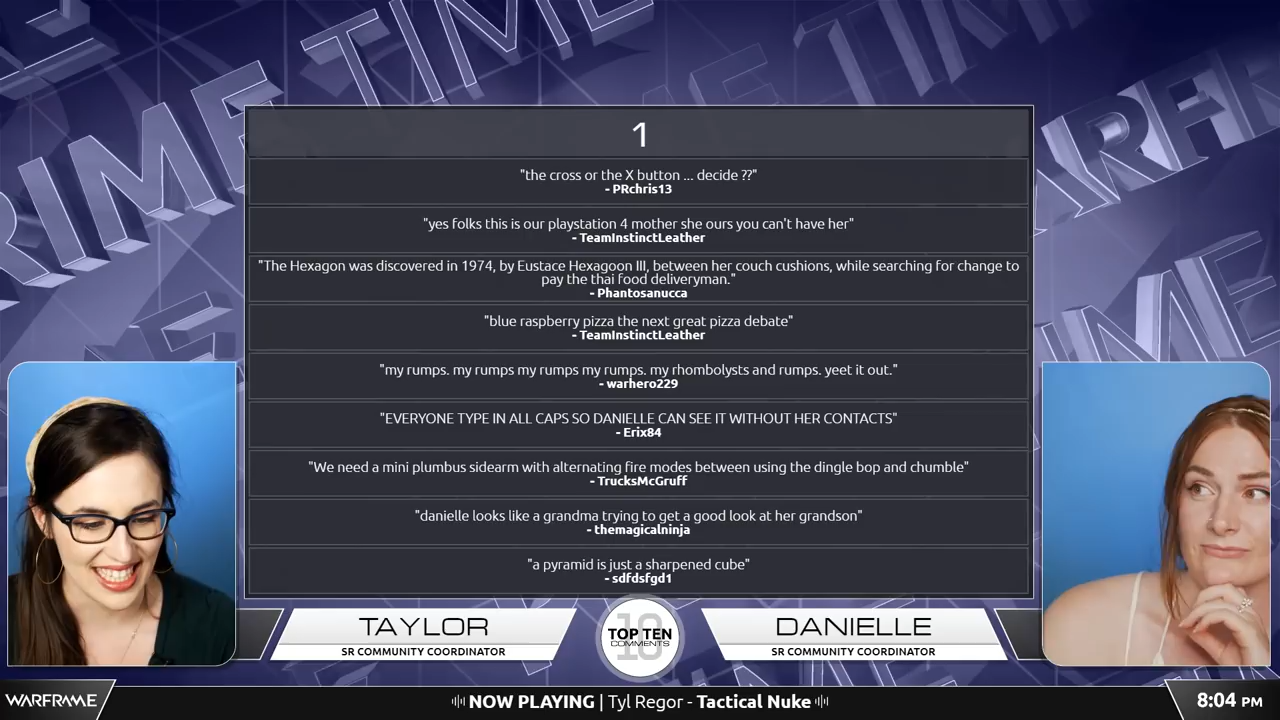 PRIME TIME
TIME
WARFR
1
"the cross or the X button ... decide ??"
- PRchris13
"yes folks this is our playstation 4 mother she ours you can't have her"
- TeamInstinctLeather
"The Hexagon was discovered in 1974, by Eustace Hexagoon III, between her couch cushions, while searching for change to
pay the thai food deliveryman."
- Phantosanucca
"blue raspberry pizza the next great pizza debate"
- TeamInstinctLeather
"my rumps. my rumps my rumps my rumps. my rhombolysts and rumps. yeet it out."
- warhero229
"EVERYONE TYPE IN ALL CAPS SO DANIELLE CAN SEE IT WITHOUT HER CONTACTS"
- Erix84
"We need a mini plumbus sidearm with alternating fire modes between using the dingle bop and chumble"
- TrucksMcGruff
"danielle looks like a grandma trying to get a good look at her grandson"
- themagicalninja
"a pyramid is just a sharpened cube"
- sdfdsfgd1
TAYLOR
SR COMMUNITY COORDINATOR
10
TOP TEN
COMMENTS
DANIELLE
SR COMMUNITY COORDINATOR
WARFRAME
NOW PLAYING | Tyl Regor - Tactical Nuke
8:04 PM